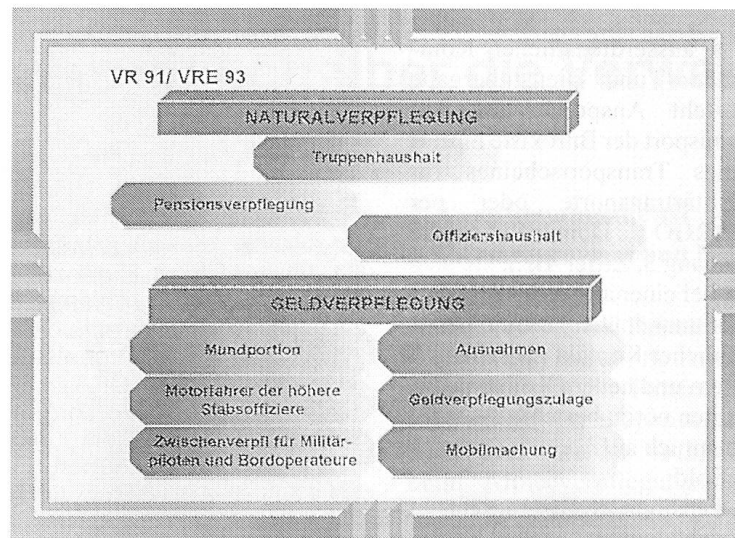 VR 91/ VRE 93
NATURALVERPFLEGUNG
Truppenhaushalt
Pensionsverpflegung
Offiziershaushalt
GELDVERPFLEGUNG
Mundportion
Ausnahmen
Motorfahrer der höhere
Stabsoffiziere
Geldverpflegungszulage
Zwischenverpfl für Militär-
piloten und Bordoperateure
Mobilmachung